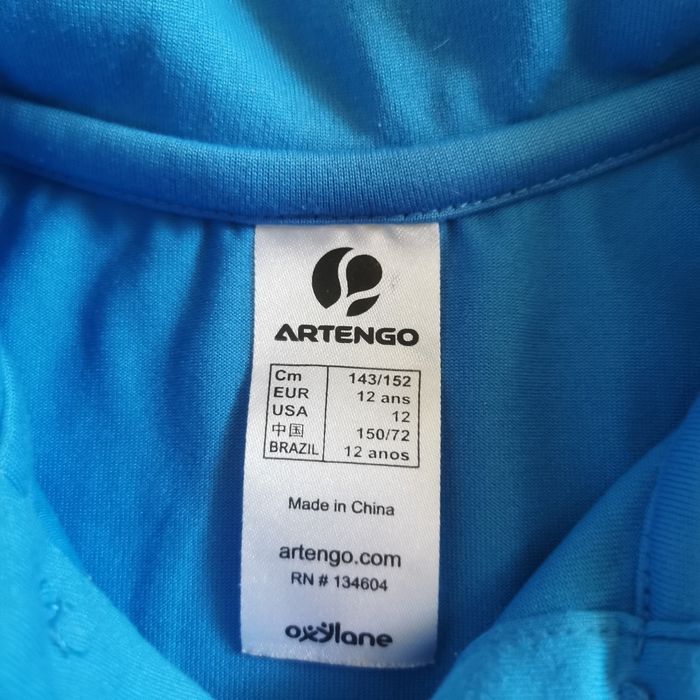 ARTENGO
Cm 143/152
EUR 12 ans
USA 12
中国 150/72
BRAZIL 12 anos
Made in China
artengo.com
RN # 134604
oxylane